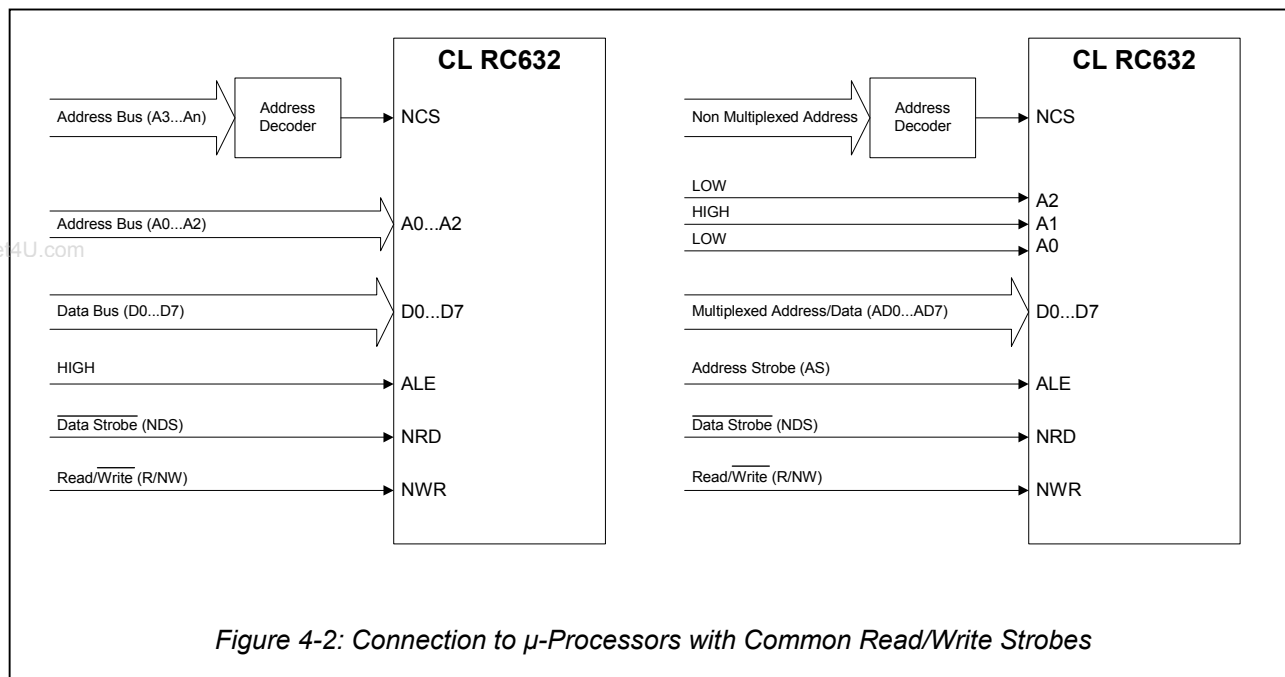 CL RC632
Address Bus (A3...An)
Address
Decoder
NCS
Address Bus (A0...A2)
A0...A2
Data Bus (D0...D7)
D0...D7
HIGH
ALE
Data Strobe (NDS)
NRD
Read/Write (R/NW)
NWR
CL RC632
Non Multiplexed Address
Address
Decoder
NCS
LOW
A2
HIGH
A1
LOW
A0
Multiplexed Address/Data (AD0...AD7)
D0...D7
Address Strobe (AS)
ALE
Data Strobe (NDS)
NRD
Read/Write (R/NW)
NWR
Figure 4-2: Connection to µ-Processors with Common Read/Write Strobes
4U.com